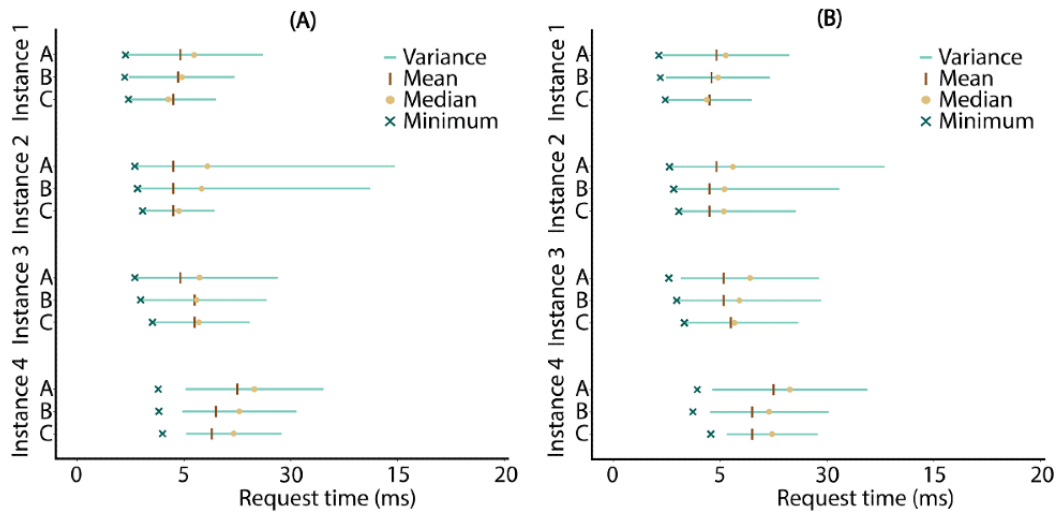 (A)
Instance 1
A
B
C
Instance 2
A
B
C
Instance 3
A
B
C
Instance 4
A
B
C
Variance
Mean
Median
Minimum
0 5 30 15 20
Request time (ms)
(B)
Instance 1
A
B
C
Instance 2
A
B
C
Instance 3
A
B
C
Instance 4
A
B
C
Variance
Mean
Median
Minimum
0 5 30 15 20
Request time (ms)